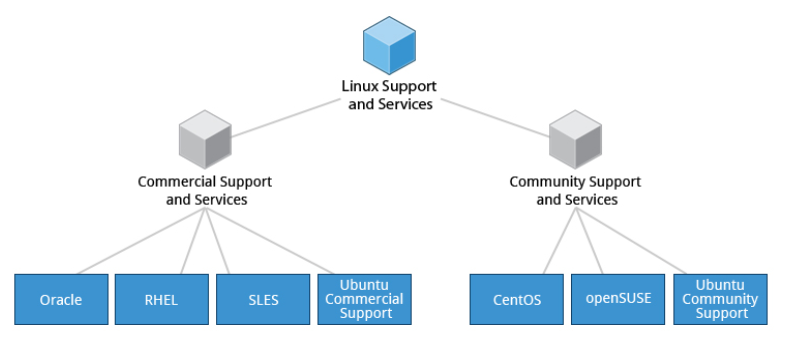 Linux Support
and Services
Commercial Support
and Services
Community Support
and Services
Oracle
RHEL
SLES
Ubuntu
Commercial
Support
CentOS
openSUSE
Ubuntu
Community
Support